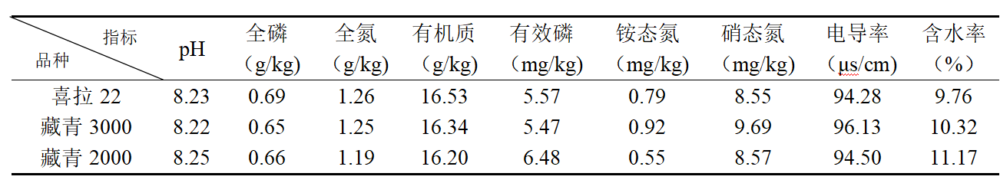 指标 品种 pH 全磷（g/kg) 全氮（g/kg) 有机质（g/kg) 有效磷（mg/kg) 铵态氮（mg/kg) 硝态氮（mg/kg) 电导率（μs/cm) 含水率（%）
喜拉 22 8.23 0.69 1.26 16.53 5.57 0.79 8.55 94.28 9.76
藏青 3000 8.22 0.65 1.25 16.34 5.47 0.92 9.69 96.13 10.32
藏青 2000 8.25 0.66 1.19 16.20 6.48 0.55 8.57 94.50 11.17